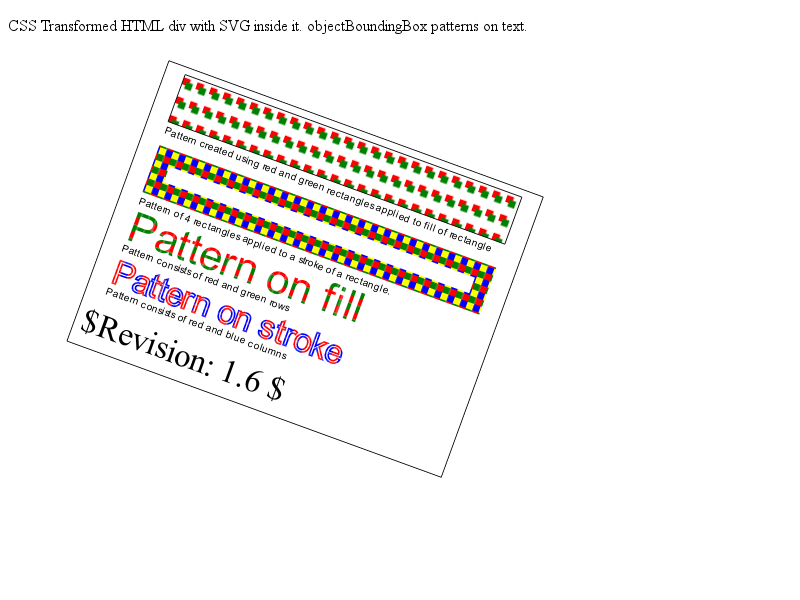 CSS Transformed HTML div with SVG inside it. objectBoundingBox patterns on text.
Pattern created using red and green rectangles applied to fill of rectangle
Pattern of 4 rectangles applied to a stroke of a rectangle.
Pattern on fill
Pattern consists of red and green rows
Pattern on stroke
Pattern consists of red and blue columns
$Revision: 1.6 $